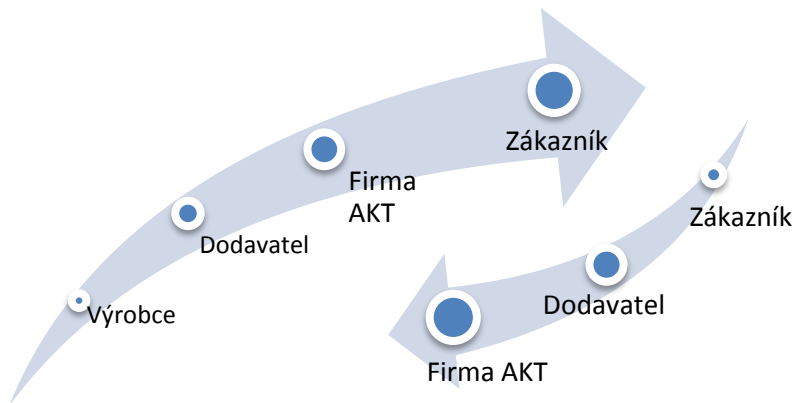 Výrobce
Dodavatel
Firma
AKT
Zákazník
Zákazník
Dodavatel
Firma AKT